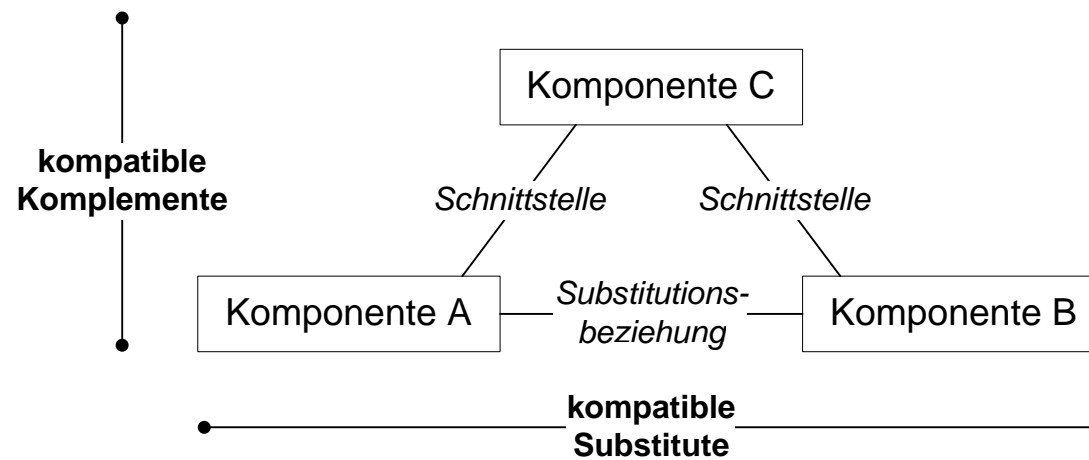 Komponente C
kompatible
Komplemente
Schnittstelle
Schnittstelle
Komponente A
Substitutions-
beziehung
Komponente B
kompatible
Substitute